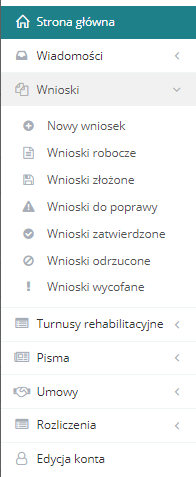 Strona główna
Wiadomości
Wnioski
Nowy wniosek
Wnioski robocze
Wnioski złożone
Wnioski do poprawy
Wnioski zatwierdzone
Wnioski odrzucone
Wnioski wycofane
Turnusy rehabilitacyjne
Pisma
Umowy
Rozliczenia
Edycja konta